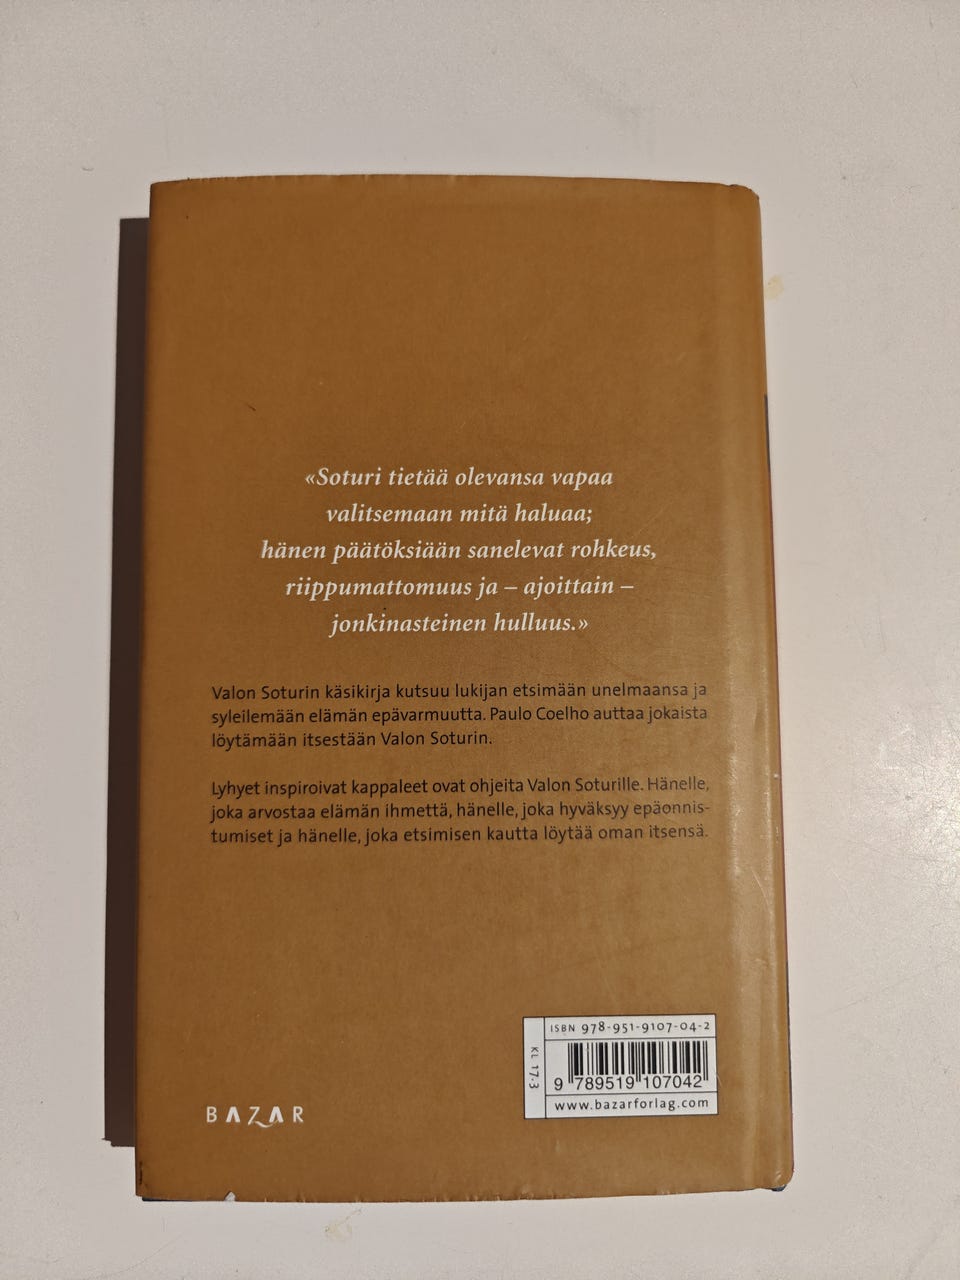 «Soturi tietää olevansa vapaa
valitsemaan mitä haluaa;
hänen päätöksiään sanelevat rohkeus,
riippumattomuus ja – ajoittain –
jonkinasteinen hulluus.»
Valon Soturin käsikirja kutsuu lukijan etsimään unelmaansa ja
syleilemään elämän epävarmuutta. Paulo Coelho auttaa jokaista
löytämään itsestään Valon Soturin.
Lyhyet inspiroivat kappaleet ovat ohjeita Valon Soturille. Hänelle,
joka arvostaa elämän ihmettä, hänelle, joka hyväksyy epäonnis-
tumiset ja hänelle, joka etsimisen kautta löytää oman itsensä.
BAZAR
KL 17.3
ISBN 978-951-9107-04-2
9 789519 107042
www.bazarforlag.com